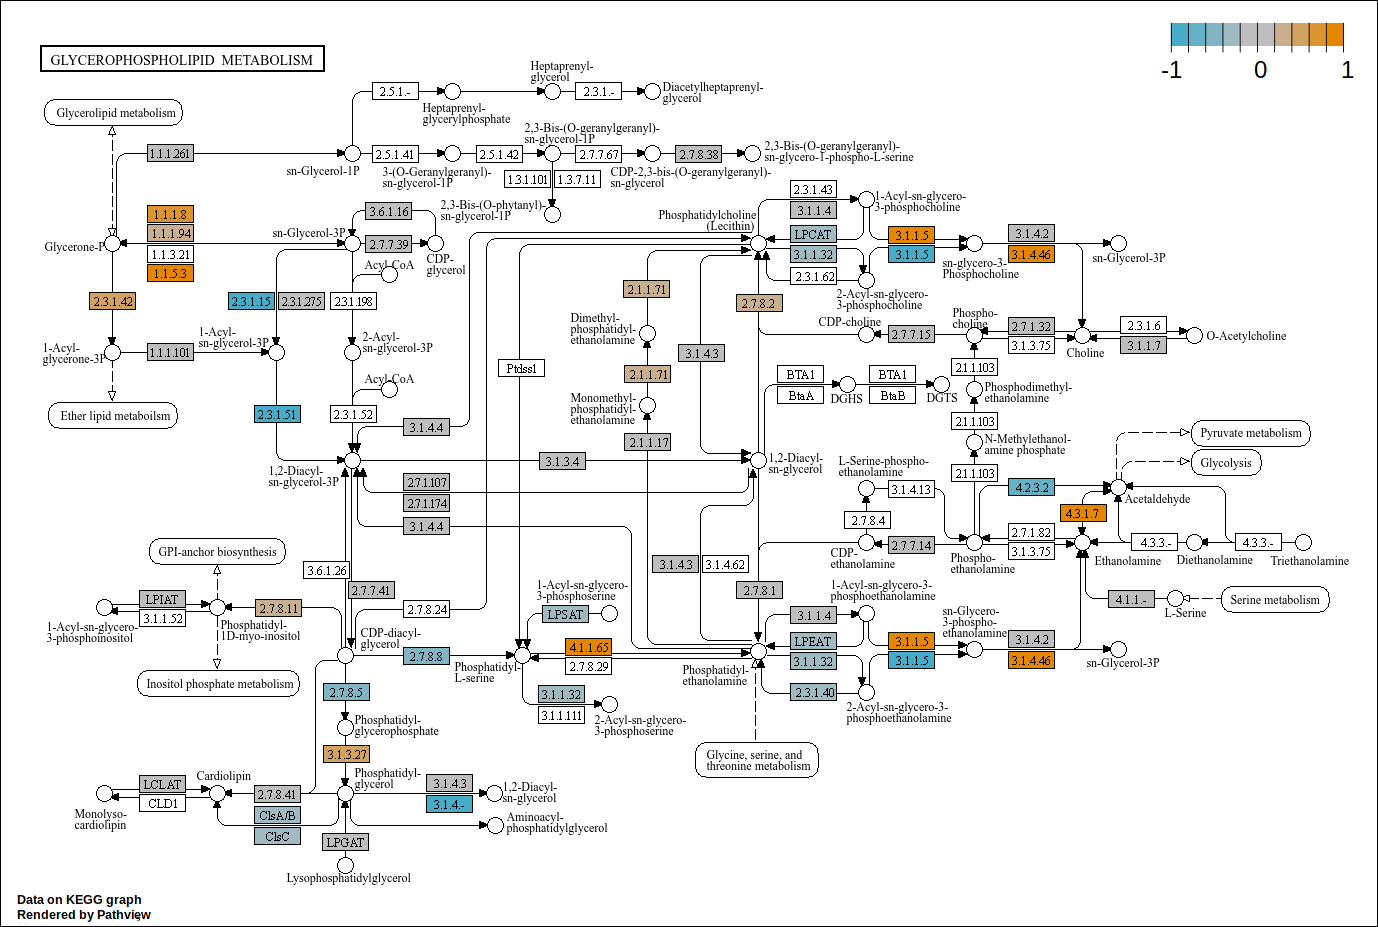 GLYCEROPHOSPHOLIPID METABOLISM
-1 0 1
Heptaprenyl-
glycerol
2.5.1.-
2.3.1.-
Diacetylheptaprenyl-
glycerol
Heptaprenyl-
glycerylphosphate
Glycerolipid metabolism
2,3-Bis-(O-geranylgeranyl)-
sn-glycerol-1P
1.1.1.261
sn-Glycerol-1P
2.5.1.41
3-(O-Geranylgeranyl)-
sn-glycerol-1P
2.5.1.42
2.7.7.67
CDP-2,3-bis-(O-geranylgeranyl)-
sn-glycerol
2.7.8.38
2,3-Bis-(O-geranylgeranyl)-
sn-glycero-1-phospho-L-serine
1.3.1.101
1.3.7.11
2,3-Bis-(O-phytanyl)-
sn-glycerol-1P
1.1.1.8
1.1.1.94
1.1.3.21
1.1.5.3
Glycerone-P
sn-Glycerol-3P
3.6.1.16
2.7.7.39
CDP-
glycerol
Acyl-CoA
2.3.1.42
2.3.1.15
2.3.1.275
2.3.1.198
1-Acyl-
glycerone-3P
1.1.1.101
1-Acyl-
sn-glycerol-3P
2-Acyl-
sn-glycerol-3P
Acyl-CoA
Ether lipid metaboilsm
2.3.1.51
2.3.1.52
3.1.4.4
1,2-Diacyl-
sn-glycerol-3P
3.1.3.4
2.7.1.107
2.7.1.174
3.1.4.4
Ptdss1
Phosphatidylcholine
(Lecithin)
2.1.1.71
Dimethyl-
phosphatidyl-
ethanolamine
2.1.1.71
Monomethyl-
phosphatidyl-
ethanolamine
2.1.1.17
3.1.4.3
2.7.8.2
2.3.1.43
3.1.1.4
LPCAT
3.1.1.32
2.3.1.62
1-Acyl-sn-glycero-
3-phosphocholine
2-Acyl-sn-glycero-
3-phosphocholine
3.1.1.5
3.1.1.5
sn-glycero-3-
Phosphocholine
3.1.4.2
3.1.4.46
sn-Glycerol-3P
CDP-choline
2.7.7.15
Phospho-
choline
2.7.1.32
3.1.3.75
Choline
2.3.1.6
3.1.1.7
O-Acetylcholine
2.1.1.103
BTA1
BtaA
DGHS
BTA1
BtaB
DGTS
Phosphodimethyl-
ethanolamine
2.1.1.103
N-Methylethanol-
amine phosphate
2.1.1.103
1,2-Diacyl-
sn-glycerol
L-Serine-phospho-
ethanolamine
3.1.4.13
2.7.8.4
CDP-
ethanolamine
2.7.7.14
Phospho-
ethanolamine
Pyruvate metabolism
Glycolysis
4.2.3.2
Acetaldehyde
4.3.1.7
2.7.1.82
3.1.3.75
Ethanolamine
4.3.3.-
Diethanolamine
4.3.3.-
Triethanolamine
4.1.1.-
L-Serine
Serine metabolism
GPI-anchor biosynthesis
3.6.1.26
2.7.7.41
3.1.4.3
3.1.4.62
2.7.8.1
LPIAT
3.1.1.52
1-Acyl-sn-glycero-
3-phosphoinositol
2.7.8.11
Phosphatidyl-
1D-myo-inositol
Inositol phosphate metabolism
2.7.8.24
CDP-diacyl-
glycerol
2.7.8.8
Phosphatidyl-
L-serine
1-Acyl-sn-glycero-
3-phosphoserine
LPSAT
4.1.1.65
2.7.8.29
3.1.1.32
3.1.1.111
2-Acyl-sn-glycero-
3-phosphoserine
Phosphatidyl-
ethanolamine
1-Acyl-sn-glycero-3-
phosphoethanolamine
3.1.1.4
LPEAT
3.1.1.32
2.3.1.40
2-Acyl-sn-glycero-3-
phosphoethanolamine
3.1.1.5
3.1.1.5
sn-Glycero-
3-phospho-
ethanolamine
3.1.4.2
3.1.4.46
sn-Glycerol-3P
Glycine, serine, and
threonine metabolism
2.7.8.5
Phosphatidyl-
glycerophosphate
3.1.3.27
Phosphatidyl-
glycerol
LCLAT
CLD1
Monolyso-
cardiolipin
Cardiolipin
2.7.8.41
ClsA/B
ClsC
3.1.4.3
3.1.4.-
1,2-Diacyl-
sn-glycerol
Aminoacyl-
phosphatidylglycerol
LPGAT
Lysophosphatidylglycerol
Data on KEGG graph
Rendered by Pathview